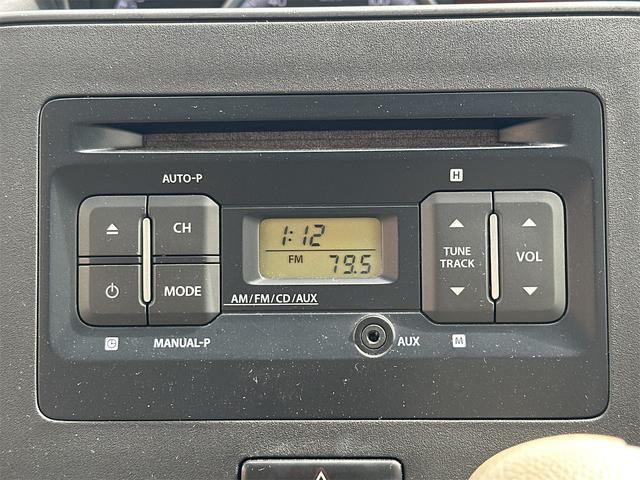 AUTO-P
H
CH
1:12
TUNE
TRACK
VOL
FM 79.5
MODE
AM/FM/CD/AUX
MANUAL-P
AUX
M